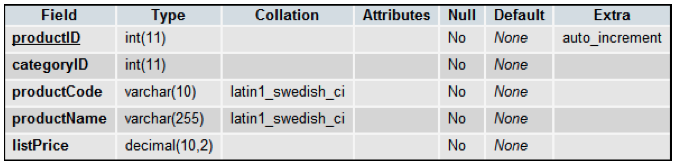 Field Type Collation Attributes Null Default Extra
productID int(11) No None auto_increment
categoryID int(11) No None
productCode varchar(10) latin1_swedish_ci No None
productName varchar(255) latin1_swedish_ci No None
listPrice decimal(10,2) No None